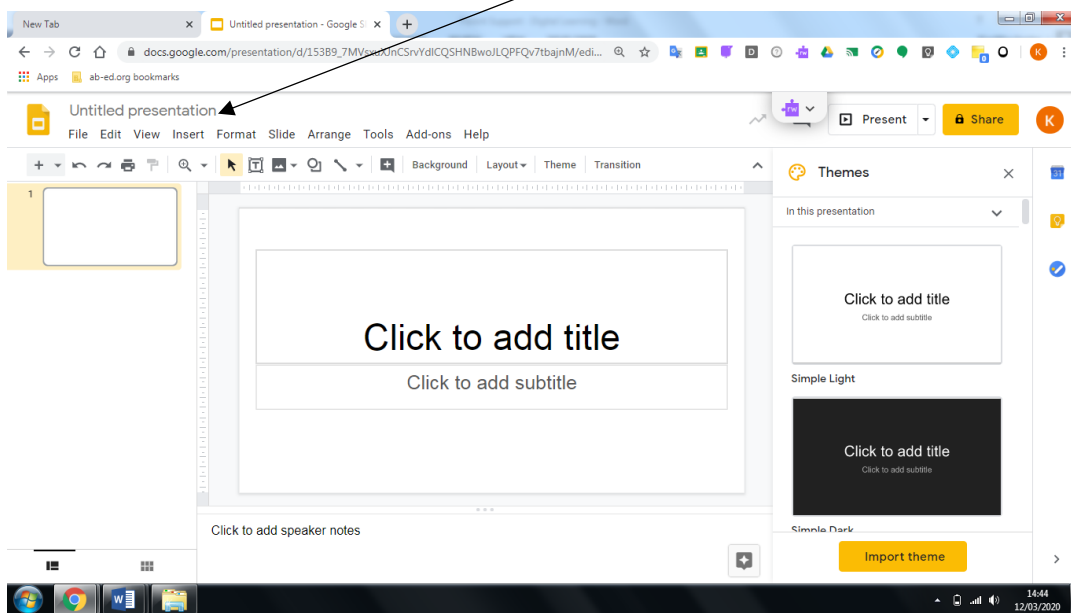 New Tab
Untitled presentation - Google S
docs.google.com/presentation/d/153B9_7MVsxuXJnCSrvYdICQSHNBwoJLQPFQv7tbajnM/edi...
Apps ab-ed.org bookmarks
Untitled presentation
File Edit View Insert Format Slide Arrange Tools Add-ons Help
rw
Present
Share
K
Background Layout Theme Transition
Themes
In this presentation
1
Click to add title
Click to add subtitle
Click to add title
Click to add subtitle
Simple Light
Click to add title
Click to add subtitle
Simple Dark
Click to add speaker notes
Import theme
14:44
12/03/2020